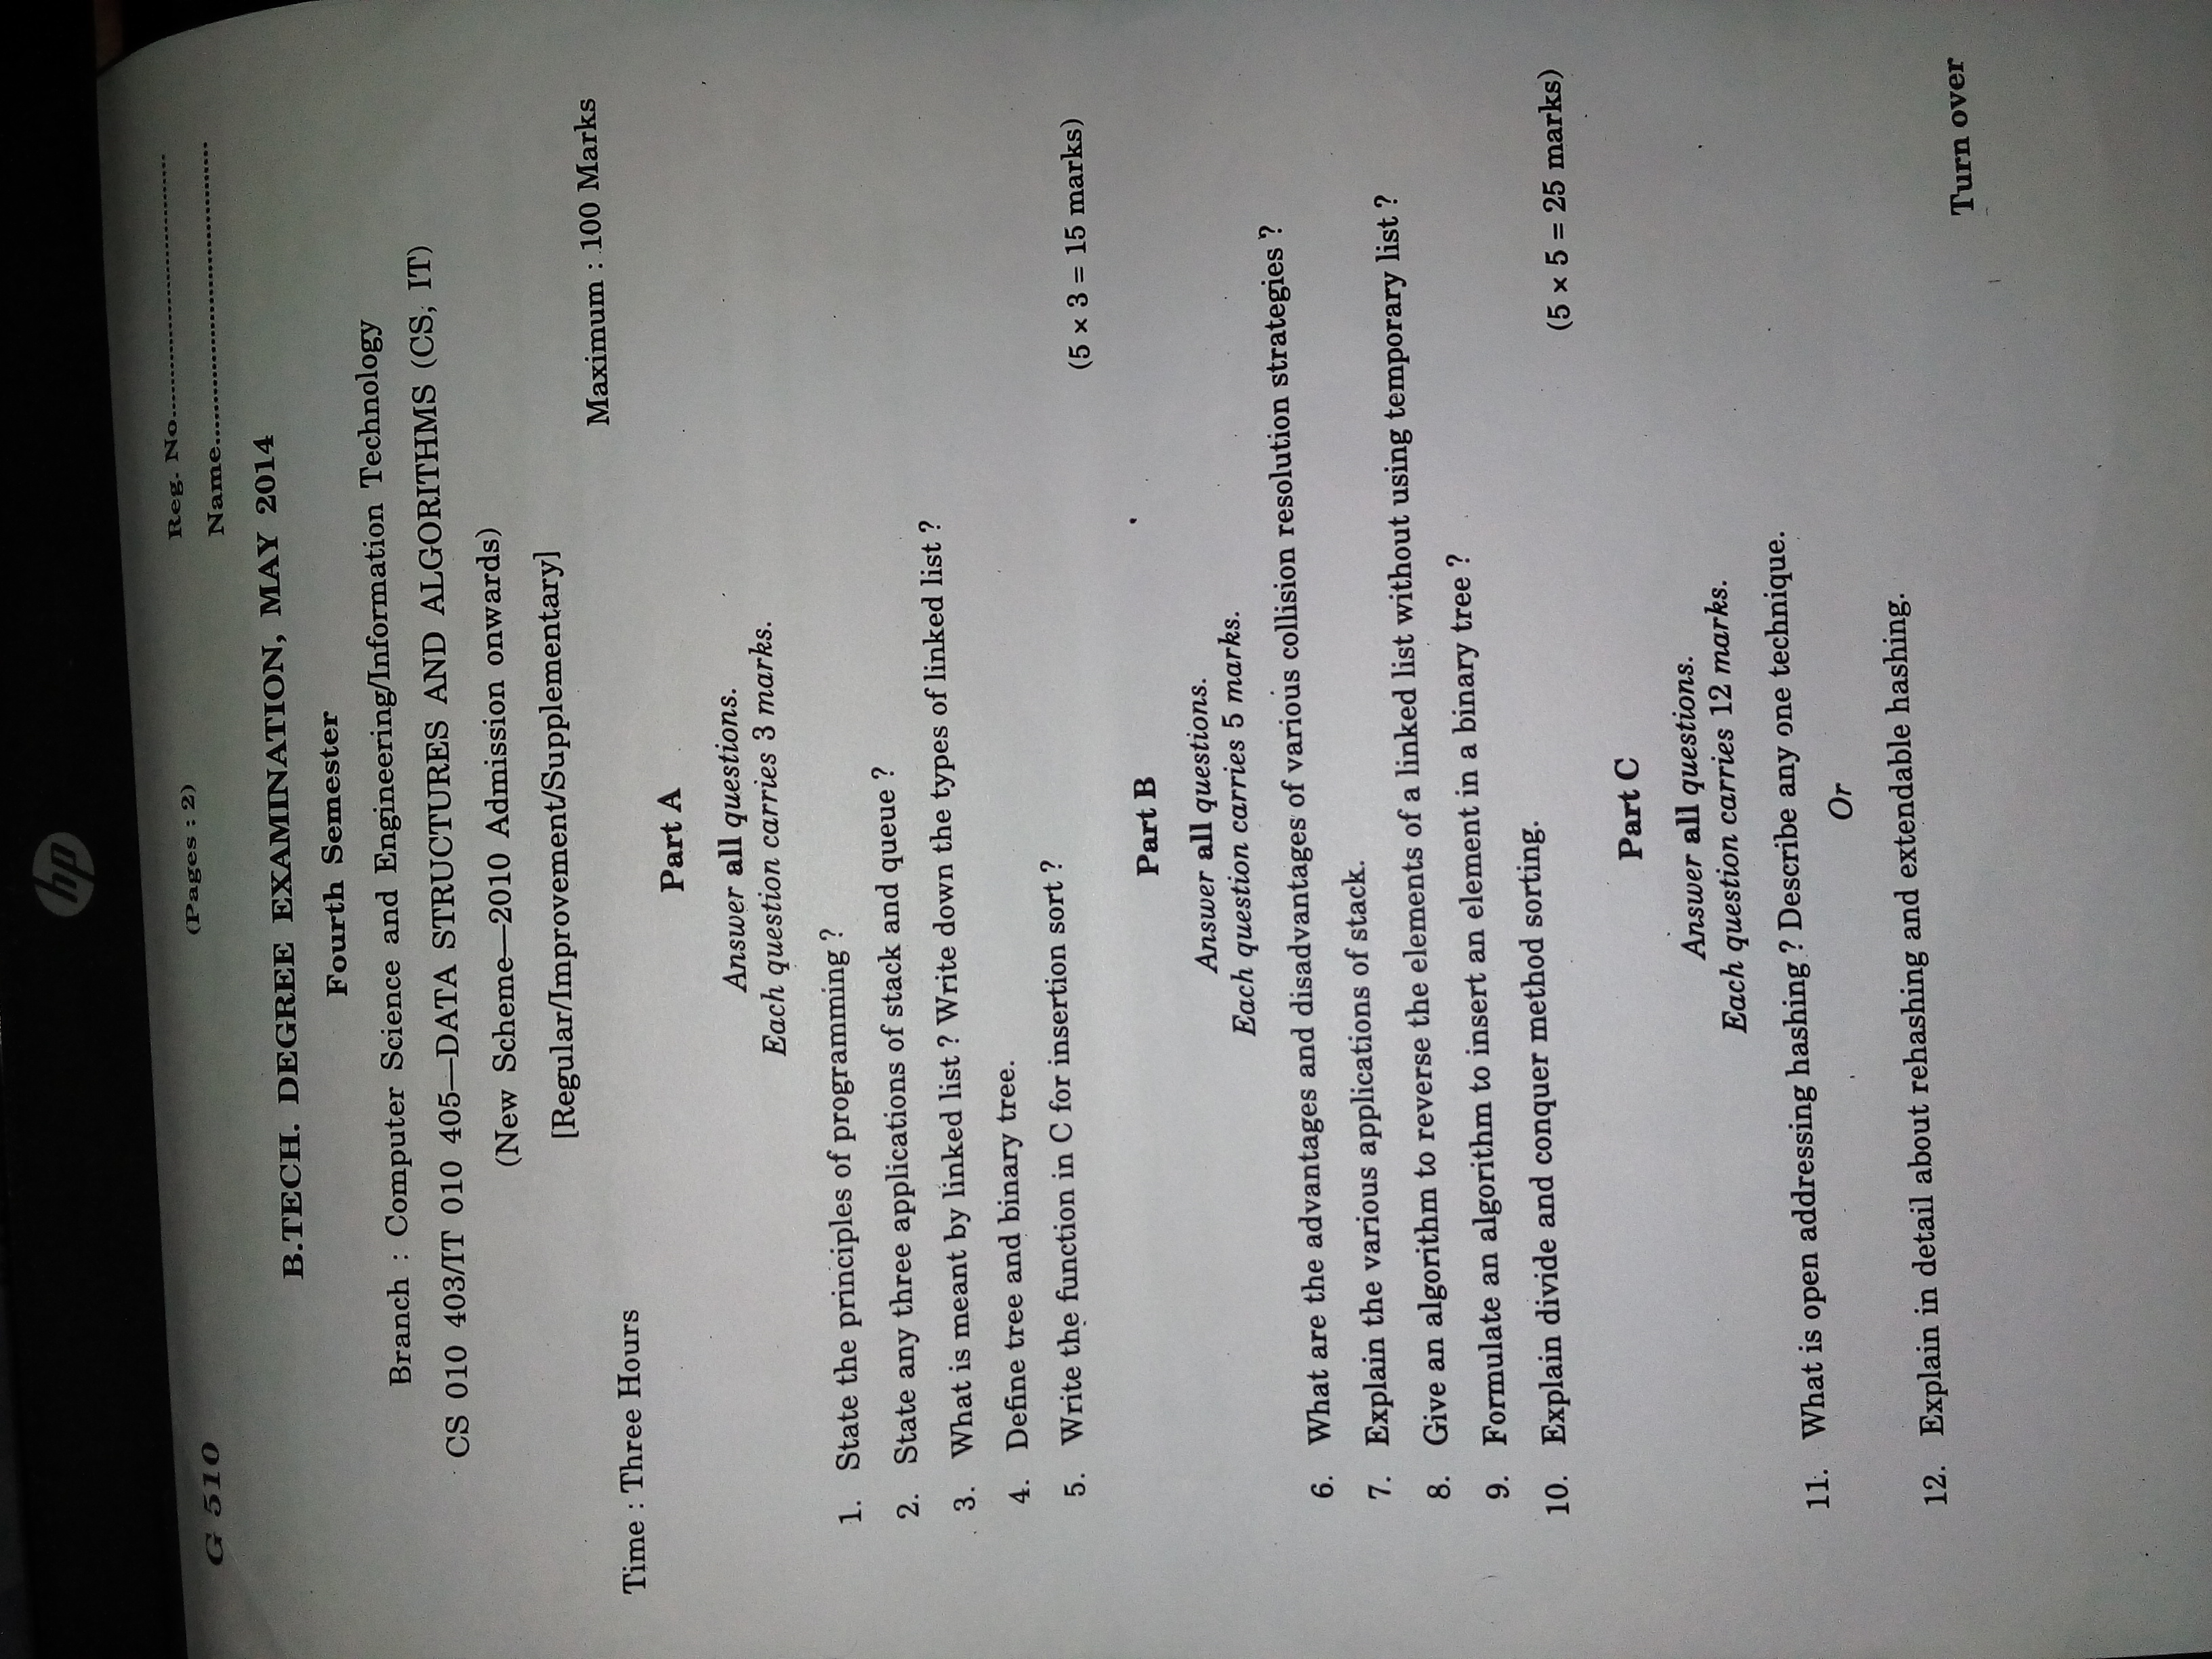 hp
G 510
(Pages : 2)
Reg. No....................................
Name.........................................
B.TECH. DEGREE EXAMINATION, MAY 2014
Fourth Semester
Branch : Computer Science and Engineering/Information Technology
CS 010 403/IT 010 405—DATA STRUCTURES AND ALGORITHMS (CS, IT)
(New Scheme—2010 Admission onwards)
[Regular/Improvement/Supplementary]
Time : Three Hours
Maximum : 100 Marks
Part A
Answer all questions.
Each question carries 3 marks.
1. State the principles of programming ?
2. State any three applications of stack and queue ?
3. What is meant by linked list ? Write down the types of linked list ?
4. Define tree and binary tree.
5. Write the function in C for insertion sort ?
(5 × 3 = 15 marks)
Part B
Answer all questions.
Each question carries 5 marks.
6. What are the advantages and disadvantages of various collision resolution strategies ?
7. Explain the various applications of stack.
8. Give an algorithm to reverse the elements of a linked list without using temporary list ?
9. Formulate an algorithm to insert an element in a binary tree ?
10. Explain divide and conquer method sorting.
(5 × 5 = 25 marks)
Part C
Answer all questions.
Each question carries 12 marks.
11. What is open addressing hashing ? Describe any one technique.
Or
12. Explain in detail about rehashing and extendable hashing.
Turn over